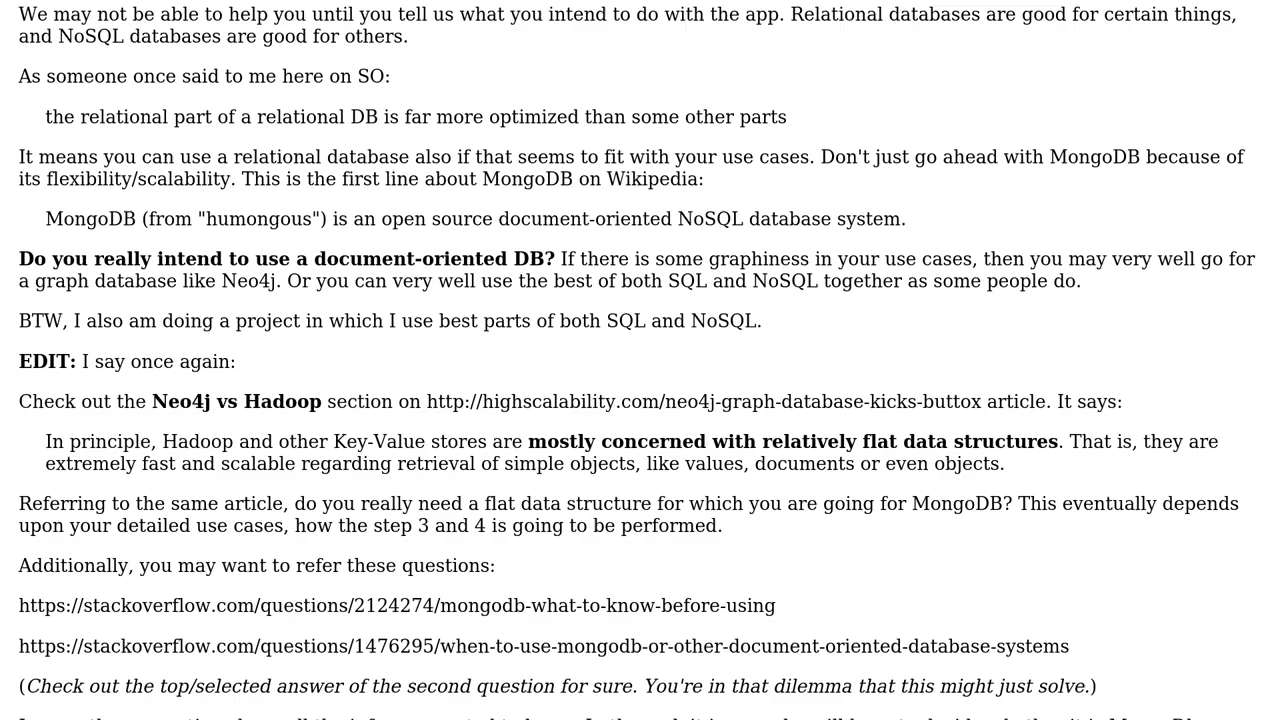 We may not be able to help you until you tell us what you intend to do with the app. Relational databases are good for certain things,
and NoSQL databases are good for others.
As someone once said to me here on SO:
the relational part of a relational DB is far more optimized than some other parts
It means you can use a relational database also if that seems to fit with your use cases. Don't just go ahead with MongoDB because of
its flexibility/scalability. This is the first line about MongoDB on Wikipedia:
MongoDB (from "humongous") is an open source document-oriented NoSQL database system.
Do you really intend to use a document-oriented DB? If there is some graphiness in your use cases, then you may very well go for
a graph database like Neo4j. Or you can very well use the best of both SQL and NoSQL together as some people do.
BTW, I also am doing a project in which I use best parts of both SQL and NoSQL.
EDIT: I say once again:
Check out the Neo4j vs Hadoop section on http://highscalability.com/neo4j-graph-database-kicks-buttox article. It says:
In principle, Hadoop and other Key-Value stores are mostly concerned with relatively flat data structures. That is, they are
extremely fast and scalable regarding retrieval of simple objects, like values, documents or even objects.
Referring to the same article, do you really need a flat data structure for which you are going for MongoDB? This eventually depends
upon your detailed use cases, how the step 3 and 4 is going to be performed.
Additionally, you may want to refer these questions:
https://stackoverflow.com/questions/2124274/mongodb-what-to-know-before-using
https://stackoverflow.com/questions/1476295/when-to-use-mongodb-or-other-document-oriented-database-systems
(Check out the top/selected answer of the second question for sure. You're in that dilemma that this might just solve.)